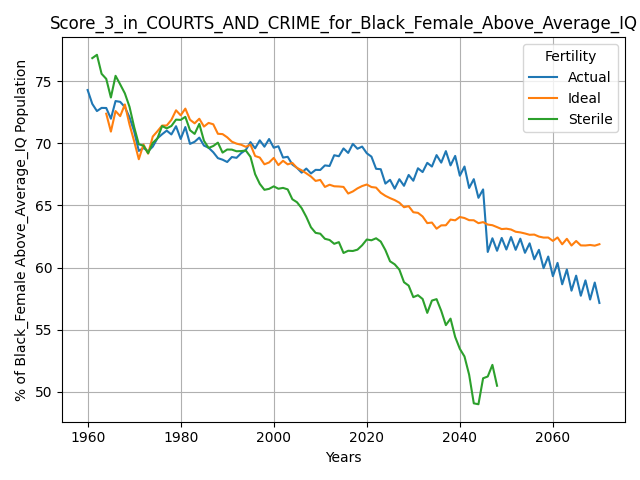 Score_3_in_COURTS_AND_CRIME_for_Black_Female_Above_Average_IQ
% of Black_Female Above_Average_IQ Population
75
70
65
60
55
50
Fertility
Actual
Ideal
Sterile
1960
1980
2000
2020
2040
2060
Years